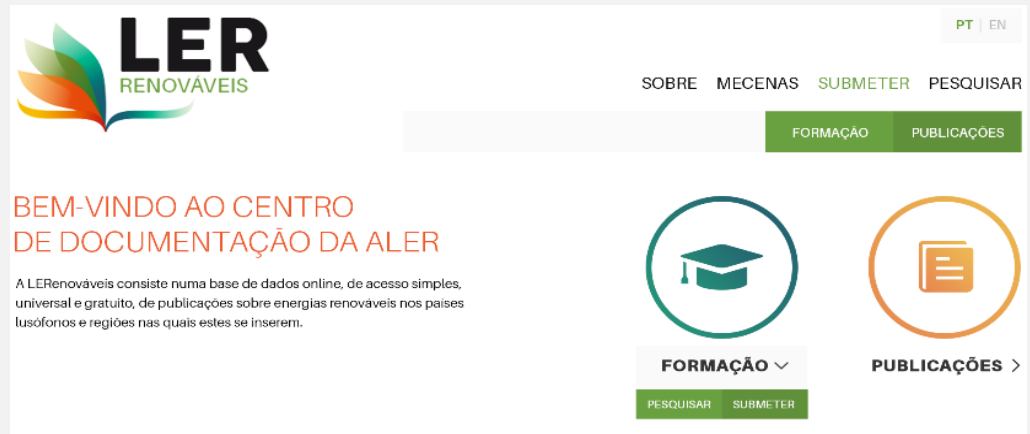 LER
RENOVÁVEIS
PT | EN
SOBRE MECENAS SUBMETER PESQUISAR
FORMAÇÃO PUBLICAÇÕES
BEM-VINDO AO CENTRO
DE DOCUMENTAÇÃO DA ALER
A LERenováveis consiste numa base de dados online, de acesso simples,
universal e gratuito, de publicações sobre energias renováveis nos países
lusófonos e regiões nas quais estes se inserem.
FORMAÇÃO
PUBLICAÇÕES
PESQUISAR SUBMETER